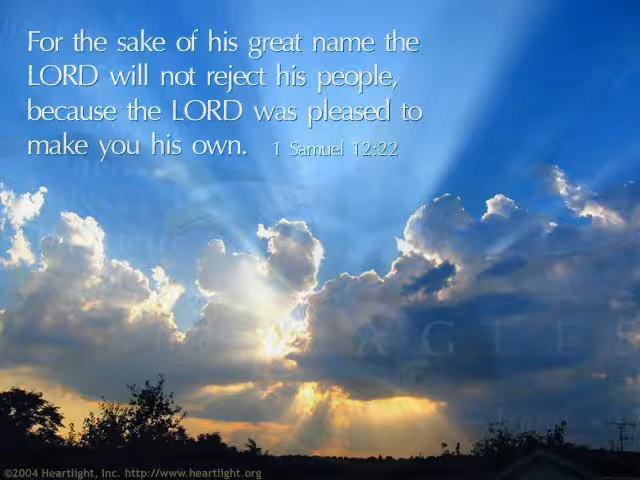 For the sake of his great name the
LORD will not reject his people,
because the LORD was pleased to
make you his own. 1 Samuel 12:22
©2004 Heartlight, Inc. http://www.heartlight.org